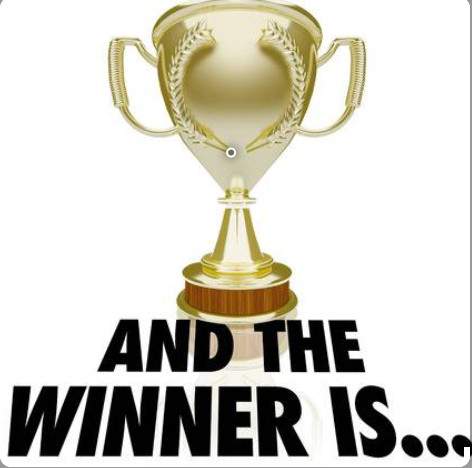 AND THE
WINNER IS...